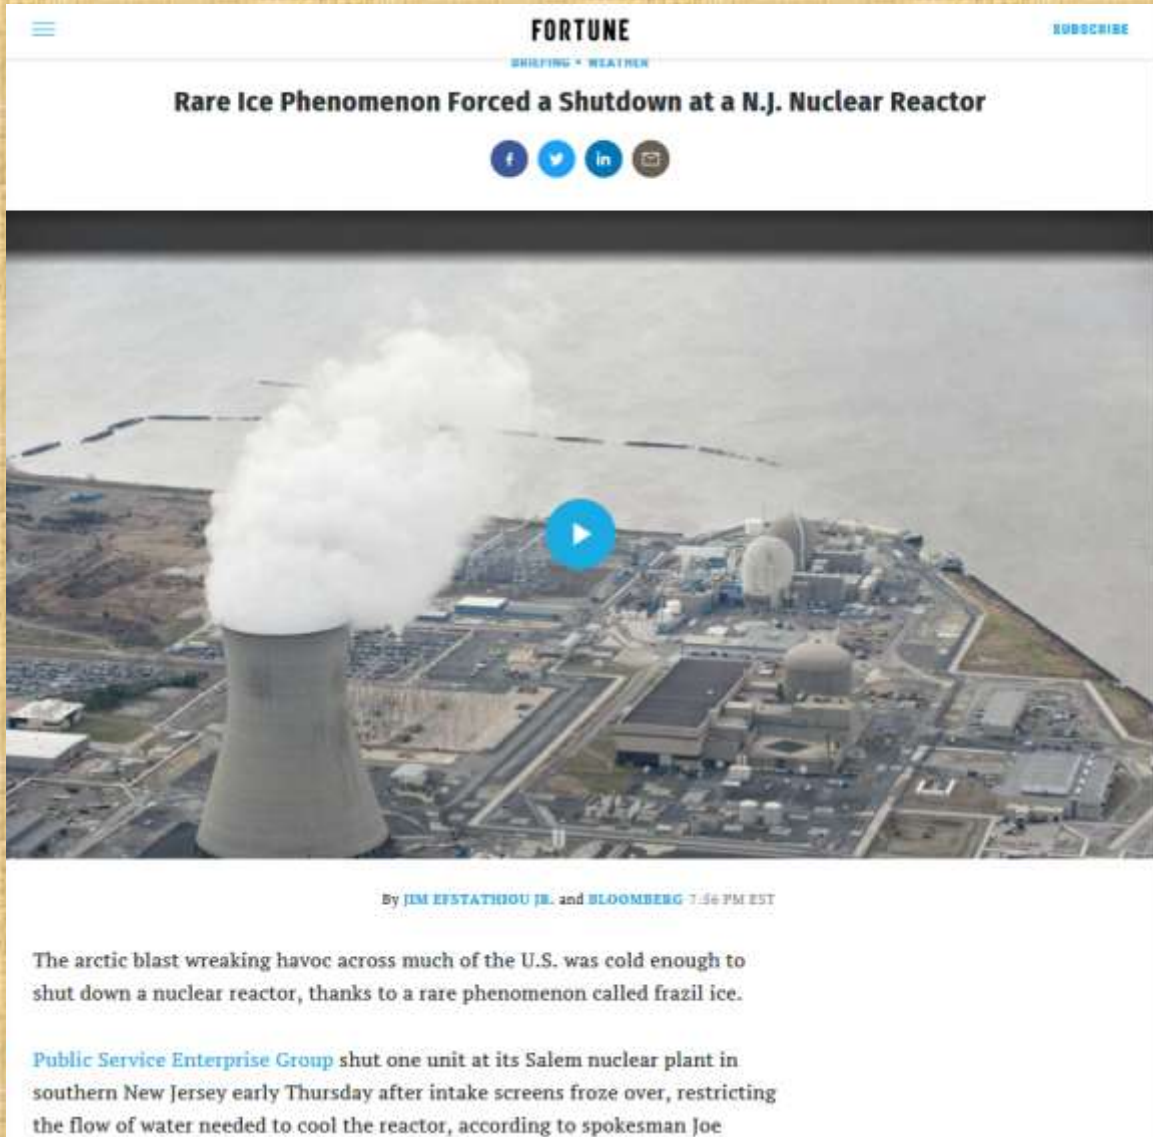 FORTUNE
SUBSCRIBE
BRIEFING • WEATHER
Rare Ice Phenomenon Forced a Shutdown at a N.J. Nuclear Reactor
f
in
By JIM EFSTATHIOU JR. and BLOOMBERG 7:56 PM EST
The arctic blast wreaking havoc across much of the U.S. was cold enough to
shut down a nuclear reactor, thanks to a rare phenomenon called frazil ice.
Public Service Enterprise Group shut one unit at its Salem nuclear plant in
southern New Jersey early Thursday after intake screens froze over, restricting
the flow of water needed to cool the reactor, according to spokesman Joe